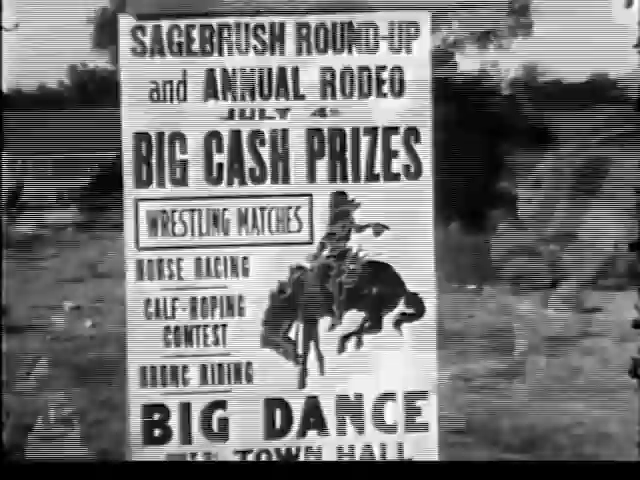 SAGEBRUSH ROUND-UP
and ANNUAL RODEO
JULY 4th
BIG CASH PRIZES
WRESTLING MATCHES
HORSE RACING
CALF-ROPING
CONTEST
BRONC RIDING
BIG DANCE
TOWN HALL